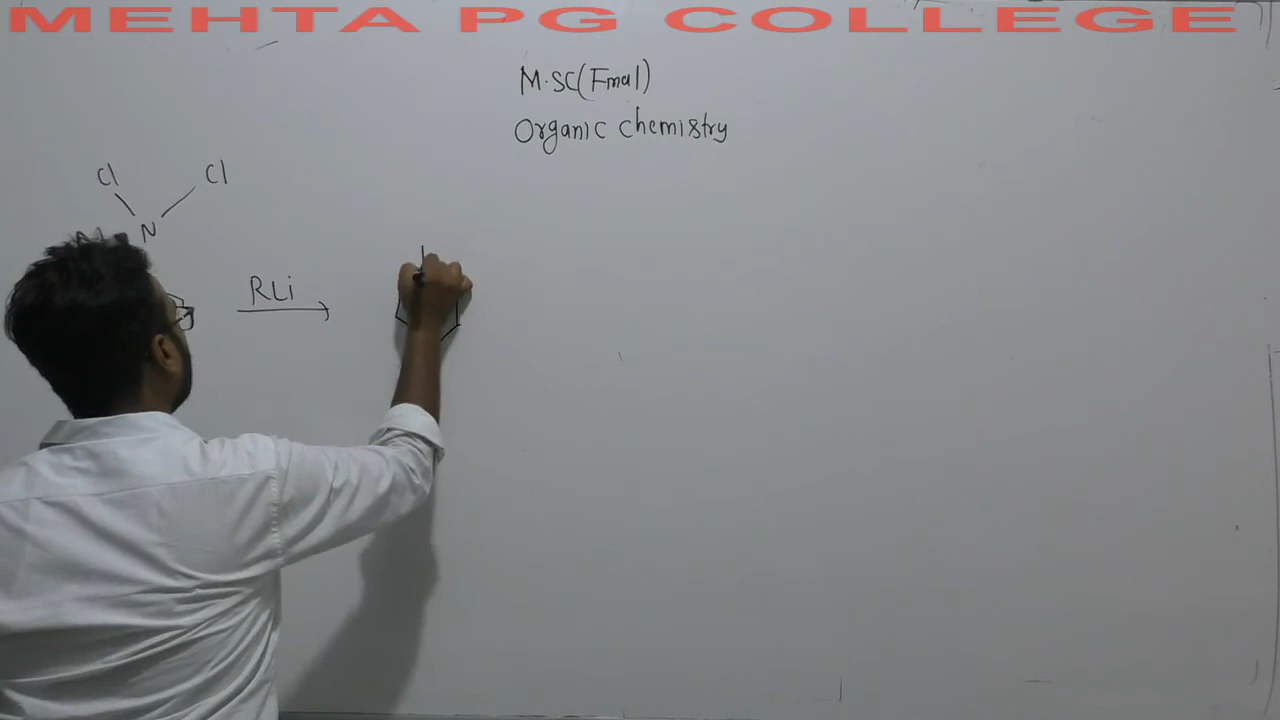 MEHTA PG COLLEGE
M.SC(Final)
Organic chemistry
Cl Cl
N
RLi